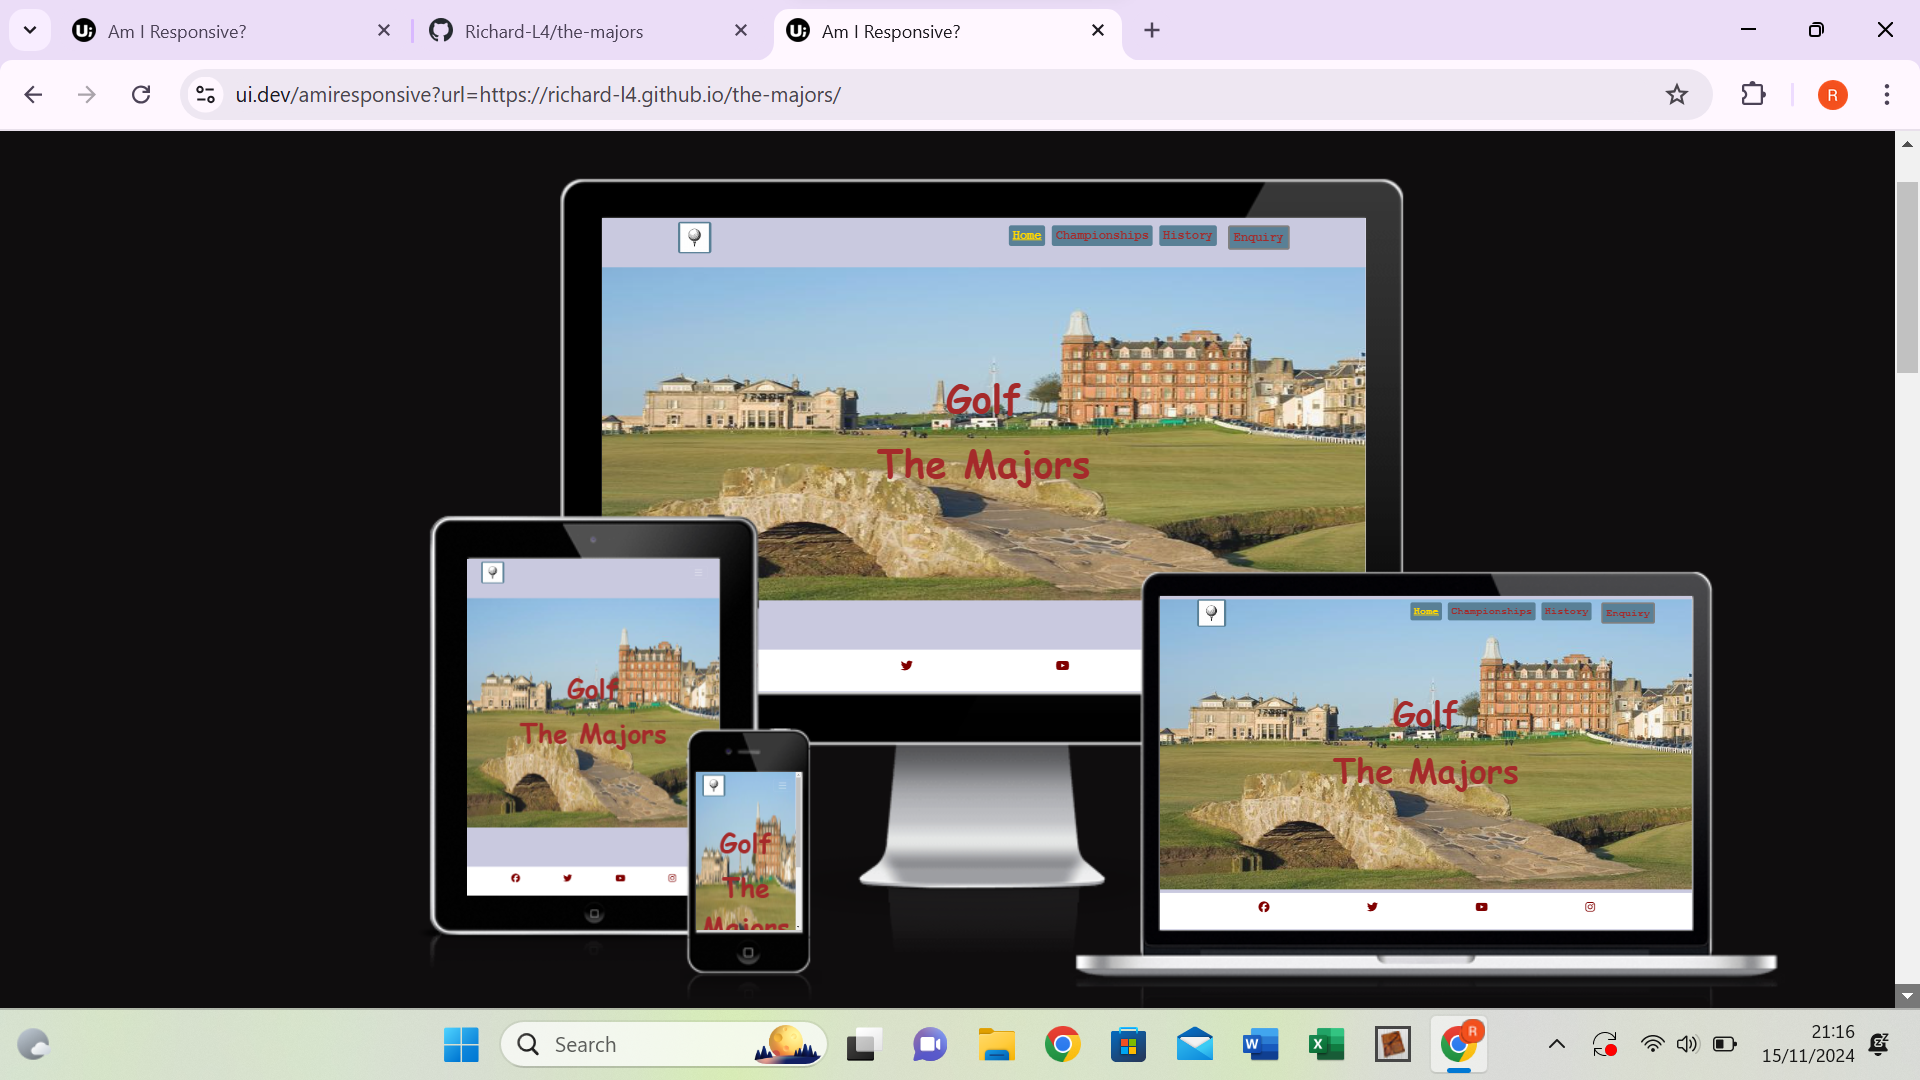 Am I Responsive?
Richard-L4/the-majors
Am I Responsive?
ui.dev/amiresponsive?url=https://richard-l4.github.io/the-majors/
R
Home Championships History Enquiry
Golf
The Majors
Golf
The Majors
Golf
The
Majors
Home Championships History Enquiry
Golf
The Majors
Search
R
21:16
15/11/2024